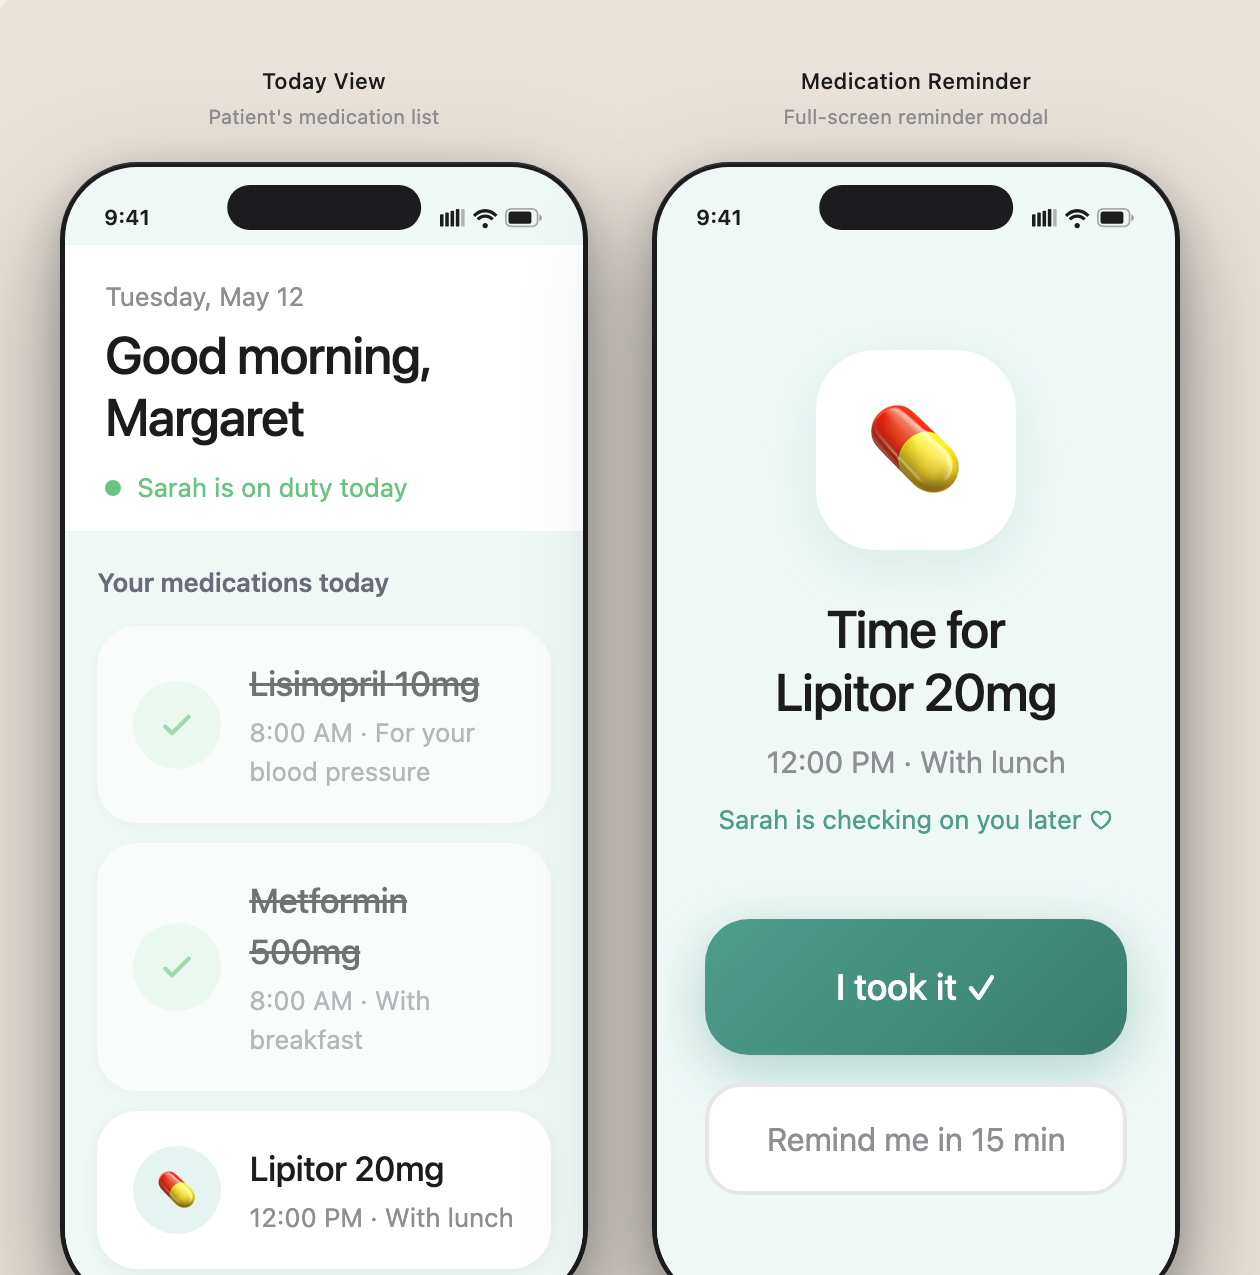 Today View
Patient's medication list
9:41
Tuesday, May 12
Good morning,
Margaret
Sarah is on duty today
Your medications today
Lisinopril 10mg
8:00 AM · For your
blood pressure
Metformin
500mg
8:00 AM · With
breakfast
Lipitor 20mg
12:00 PM · With lunch
Medication Reminder
Full-screen reminder modal
9:41
Time for
Lipitor 20mg
12:00 PM · With lunch
Sarah is checking on you later ♡
I took it ✓
Remind me in 15 min